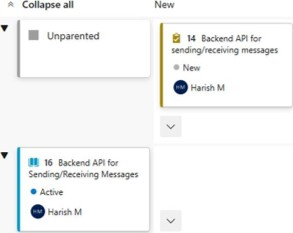 Collapse all
New
Unparented
14 Backend API for
sending/receiving messages
New
HM Harish M
16 Backend API for
Sending/Receiving Messages
Active
HM Harish M